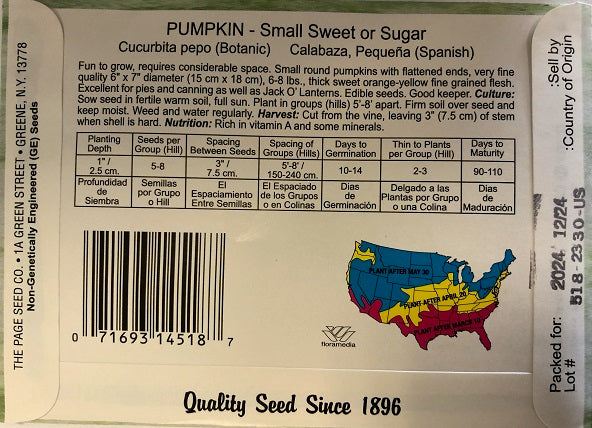 PUMPKIN - Small Sweet or Sugar
Cucurbita pepo (Botanic) Calabaza, Pequeña (Spanish)
Fun to grow, requires considerable space. Small round pumpkins with flattened ends, very fine
quality 6" x 7" diameter (15 cm x 18 cm), 6-8 lbs., thick sweet orange-yellow fine grained flesh.
Excellent for pies and canning as well as Jack O' Lanterns. Edible seeds. Good keeper. Culture:
Sow seed in fertile warm soil, full sun. Plant in groups (hills) 5'-8' apart. Firm soil over seed and
keep moist. Weed and water regularly. Harvest: Cut from the vine, leaving 3" (7.5 cm) of stem
when shell is hard. Nutrition: Rich in vitamin A and some minerals.
Planting Depth Seeds per Group (Hill) Spacing Between Seeds Spacing of Groups (Hills) Days to Germination Thin to Plants per Group (Hill) Days to Maturity
1" / 2.5 cm. 5-8 3" / 7.5 cm. 5'-8' / 150-240 cm. 10-14 2-3 90-110
Profundidad de Siembra Semillas por Grupo o Hill El Espaciamiento Entre Semillas El Espaciado de los Grupos o en Colinas Dias de Germinación Delgado a las Plantas por Grupo o una Colina Dias de Maduración
PLANT AFTER MAY 30
PLANT AFTER APRIL 20
PLANT AFTER MARCH 10
floramedia
0 71693 14518 7
Quality Seed Since 1896
THE PAGE SEED CO. • 1A GREEN STREET • GREENE, N.Y. 13778
Non-Genetically Engineered (GE) Seeds
:Sell by
:Country of Origin
Packed for: 2024 12/24
Lot # 518-2330-US